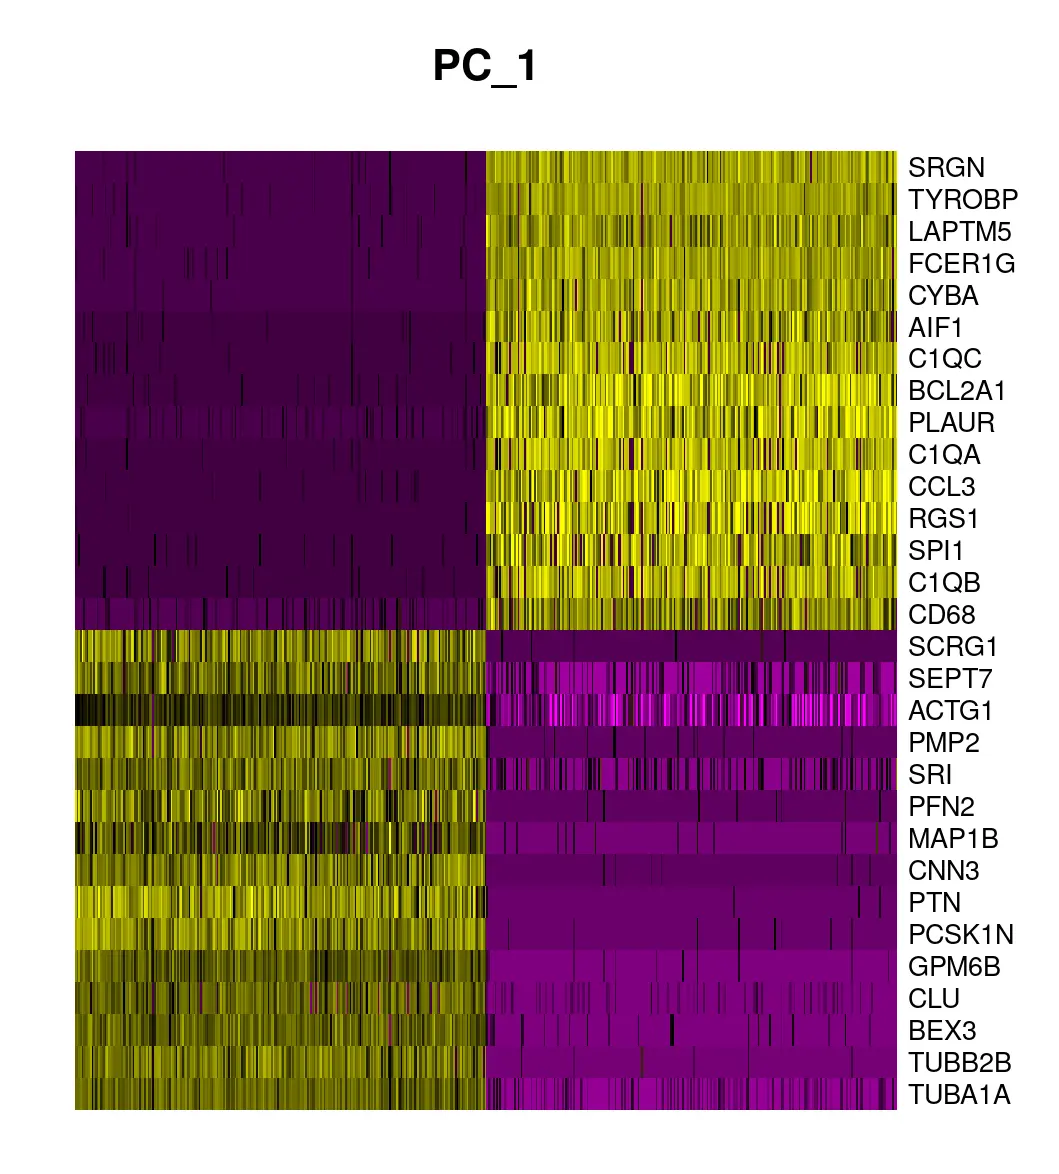 PC_1
SRGN
TYROBP
LAPTM5
FCER1G
CYBA
AIF1
C1QC
BCL2A1
PLAUR
C1QA
CCL3
RGS1
SPI1
C1QB
CD68
SCRG1
SEPT7
ACTG1
PMP2
SRI
PFN2
MAP1B
CNN3
PTN
PCSK1N
GPM6B
CLU
BEX3
TUBB2B
TUBA1A